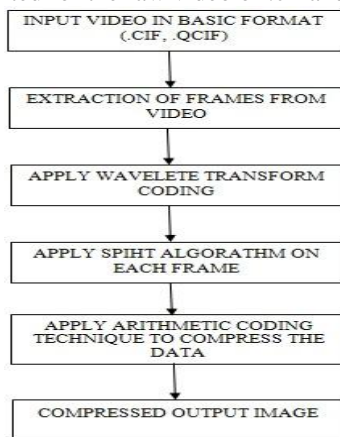 INPUT VIDEO IN BASIC FORMAT
(.CIF, .QCIF)
EXTRACTION OF FRAMES FROM
VIDEO
APPLY WAVELETE TRANSFORM
CODING
APPLY SPIHT ALGORATHM ON
EACH FRAME
APPLY ARITHMETIC CODING
TECHNIQUE TO COMPRESS THE
DATA
COMPRESSED OUTPUT IMAGE